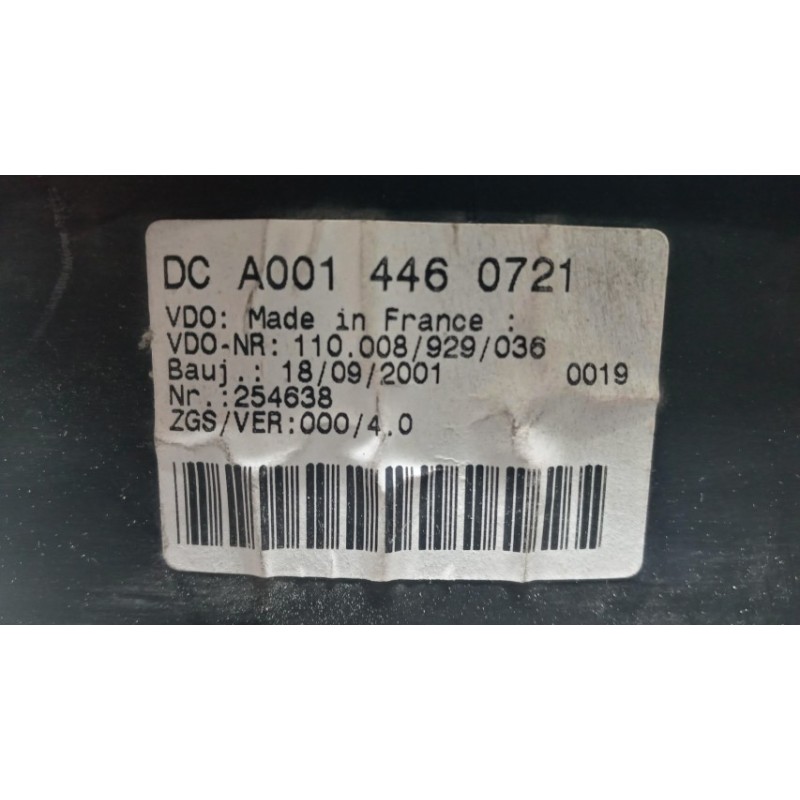 DC A001 446 0721
VDO: Made in France :
VDO-NR: 110.008/929/036
Bauj.: 18/09/2001 0019
Nr.:254638
ZGS/VER:000/4.0